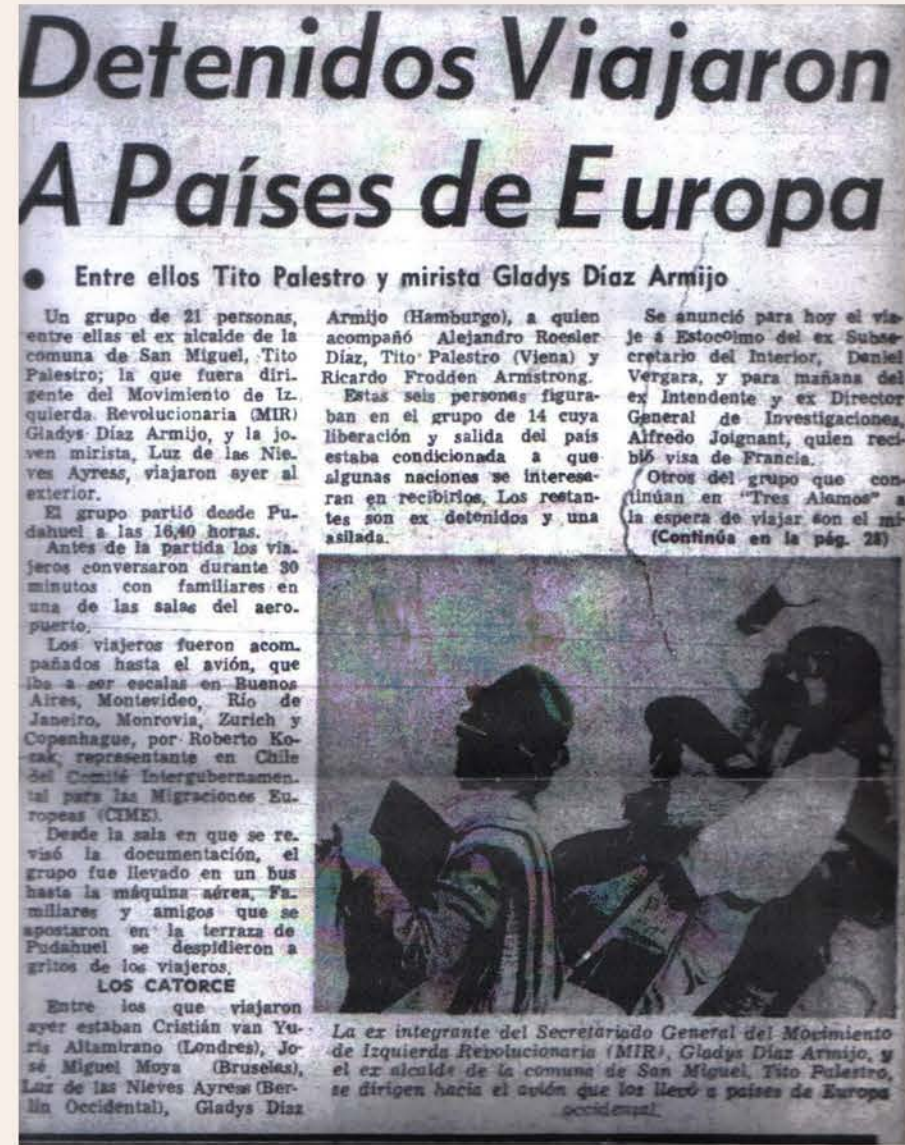 Detenidos Viajaron
A Países de Europa
● Entre ellos Tito Palestro y mirista Gladys Díaz Armijo
Un grupo de 21 personas,
entre ellas el ex alcalde de la
comuna de San Miguel, Tito
Palestro; la que fuera diri-
gente del Movimiento de Iz-
quierda Revolucionaria (MIR)
Gladys Díaz Armijo, y la jo-
ven mirista, Luz de las Nie-
ves Ayress, viajaron ayer al
exterior.
El grupo partió desde Pu-
dahuel a las 16,40 horas.
Antes de la partida los via-
jeros conversaron durante 30
minutos con familiares en
una de las salas del aero-
puerto.
Los viajeros fueron acom-
pañados hasta el avión, que
iba a ser escalas en Buenos
Aires, Montevideo, Río de
Janeiro, Monrovia, Zurich y
Copenhague, por Roberto Ko-
zak, representante en Chile
del Comité Intergubernamen-
tal para las Migraciones Eu-
ropeas (CIME).
Desde la sala en que se re-
visó la documentación, el
grupo fue llevado en un bus
hasta la máquina aérea. Fa-
miliares y amigos que se
apostaron en la terraza de
Pudahuel se despidieron a
gritos de los viajeros.
LOS CATORCE
Entre los que viajaron
ayer estaban Cristián van Yu-
ris Altamirano (Londres), Jo-
sé Miguel Moya (Bruselas),
Luz de las Nieves Ayress (Ber-
lín Occidental), Gladys Díaz
Armijo (Hamburgo), a quien
acompañó Alejandro Roesler
Díaz, Tito Palestro (Viena) y
Ricardo Frodden Armstrong.
Estas seis personas figura-
ban en el grupo de 14 cuya
liberación y salida del país
estaba condicionada a que
algunas naciones se interesa-
ran en recibirlos. Los restan-
tes son ex detenidos y una
asilada.
Se anunció para hoy el via-
je a Estocolmo del ex Subse-
cretario del Interior, Daniel
Vergara, y para mañana del
ex Intendente y ex Director
General de Investigaciones,
Alfredo Joignant, quien reci-
bió visa de Francia.
Otros del grupo que con-
tinúan en "Tres Alamos" a
la espera de viajar son el mi-
(Continúa en la pág. 28)
La ex integrante del Secretariado General del Movimiento
de Izquierda Revolucionaria (MIR), Gladys Díaz Armijo, y
el ex alcalde de la comuna de San Miguel, Tito Palestro,
se dirigen hacia el avión que los llevó a países de Europa
occidental.